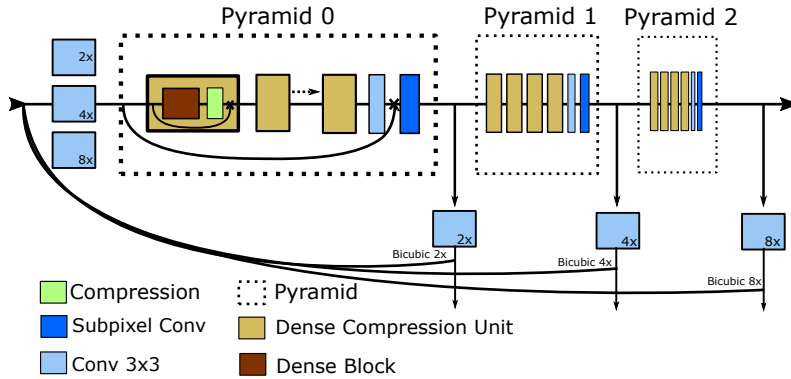 Pyramid 0
Pyramid 1
Pyramid 2
2x
4x
8x
2x
4x
8x
Bicubic 2x
Bicubic 4x
Bicubic 8x
Compression
Pyramid
Subpixel Conv
Dense Compression Unit
Conv 3x3
Dense Block